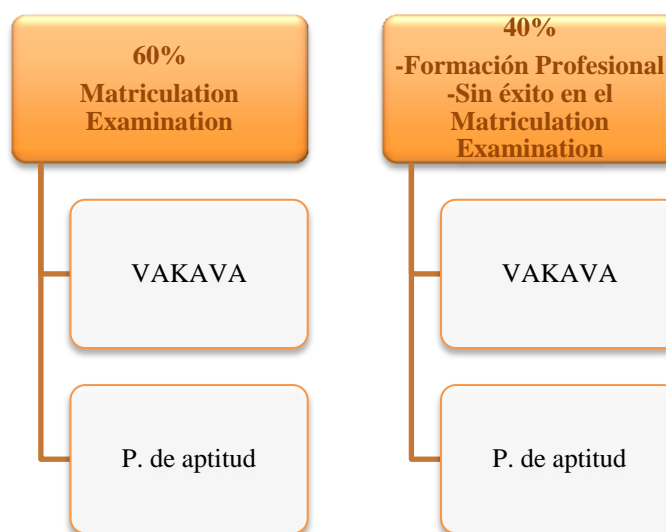 60%
Matriculation
Examination
VAKAVA
P. de aptitud
40%
-Formación Profesional
-Sin éxito en el
Matriculation
Examination
VAKAVA
P. de aptitud